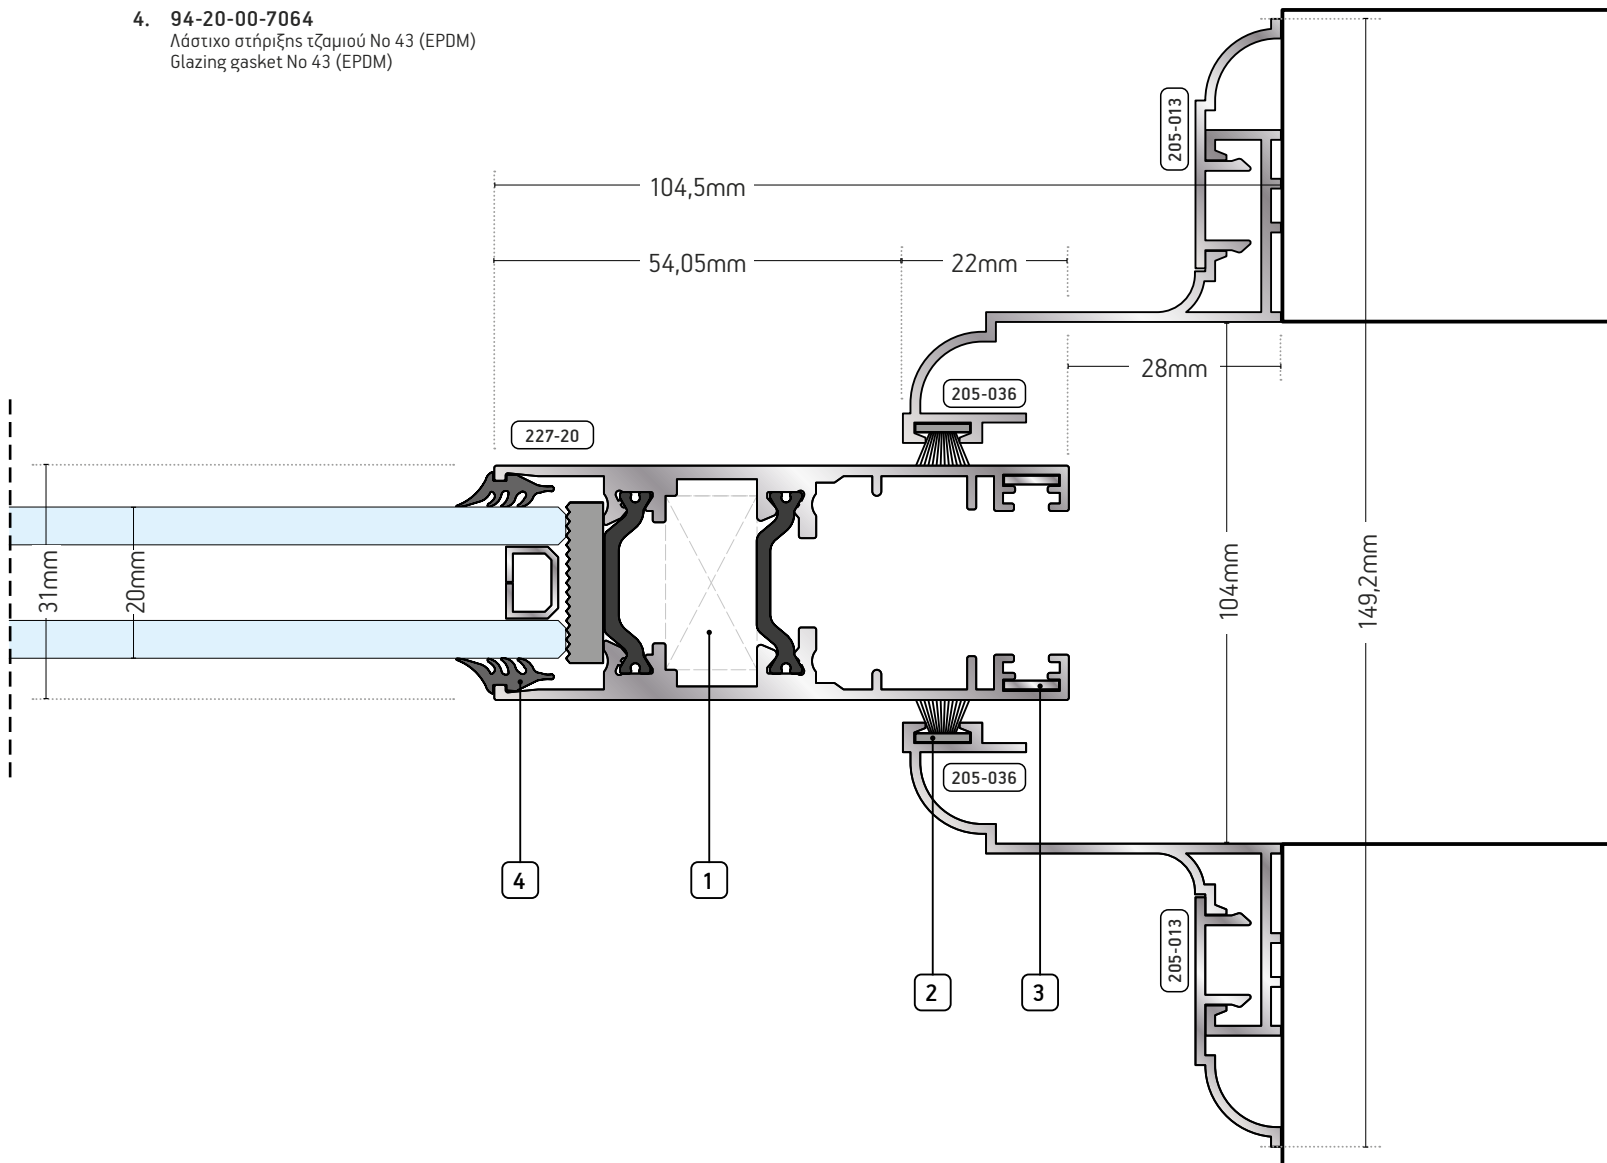 4. 94-20-00-7064
Λάστιχο στήριξης τζαμιού Νο 43 (EPDM)
Glazing gasket No 43 (EPDM)
205-013
104,5mm
54,05mm
22mm
28mm
205-036
227-20
31mm
20mm
104mm
149,2mm
205-036
4
1
205-013
2
3